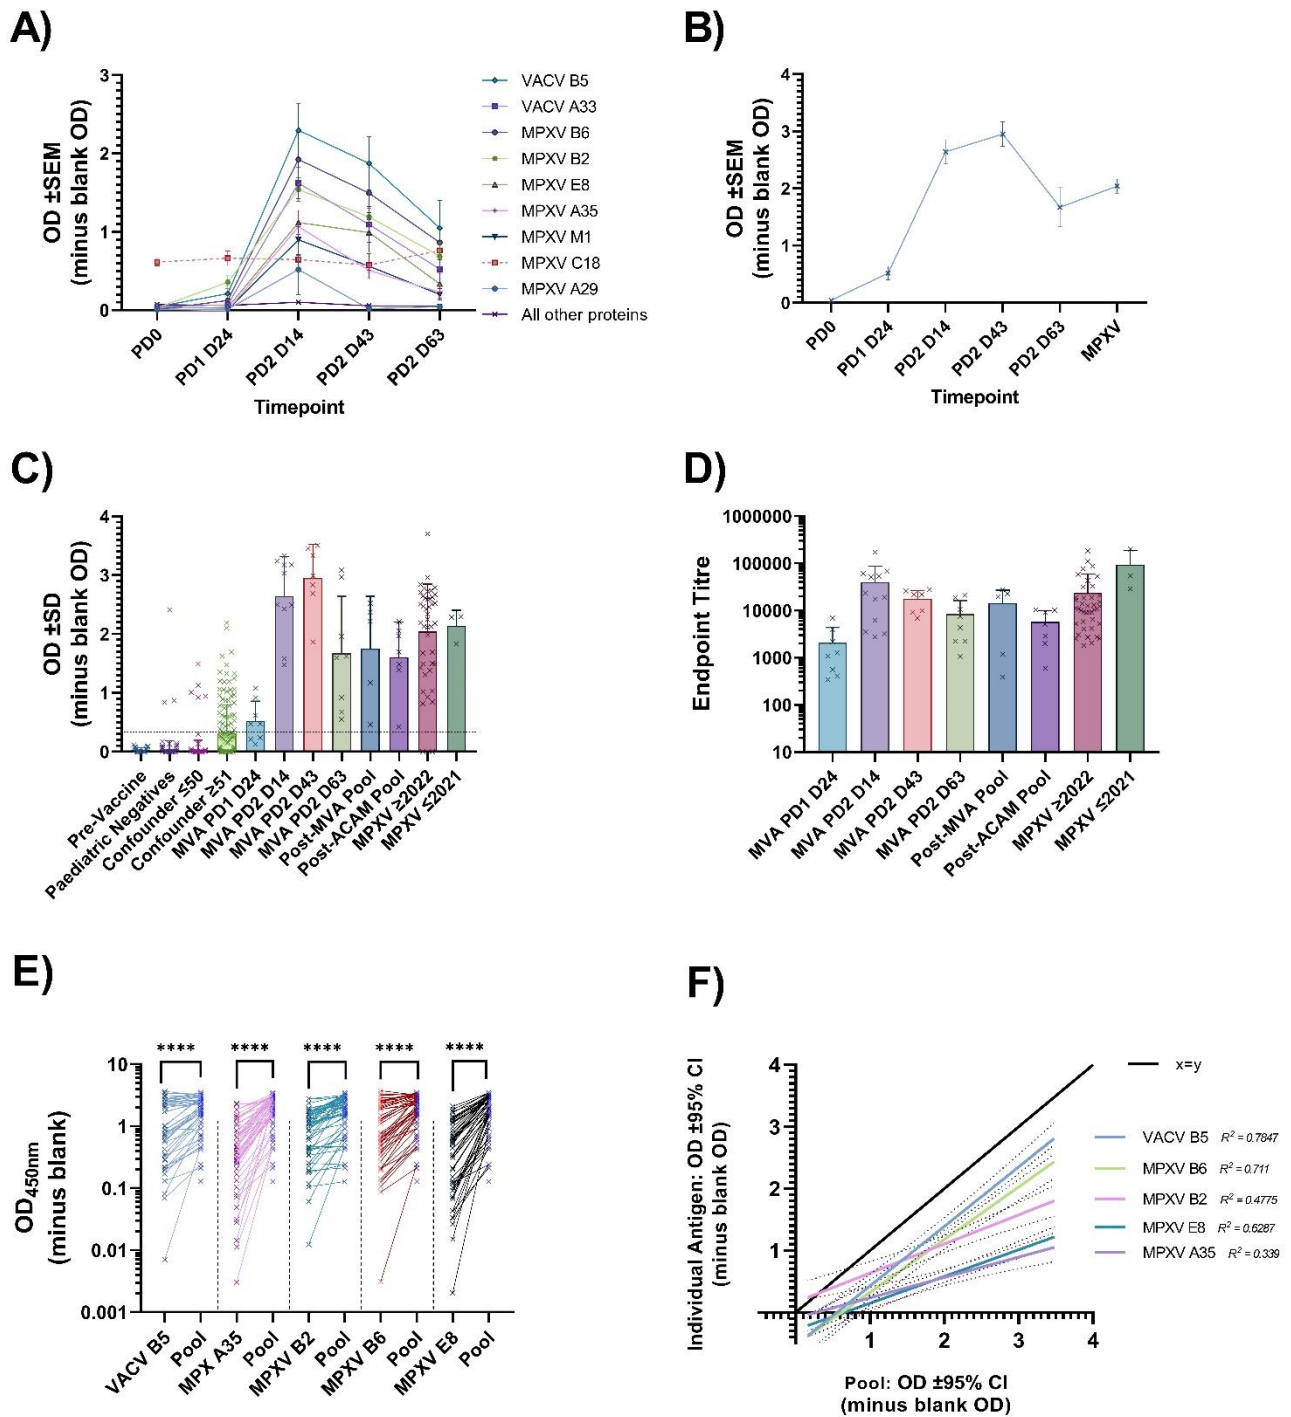 A)
OD ±SEM
(minus blank OD)
3
2
1
0
PD0
PD1 D24
PD2 D14
PD2 D43
PD2 D63
Timepoint
VACV B5
VACV A33
MPXV B6
MPXV B2
MPXV E8
MPXV A35
MPXV M1
MPXV C18
MPXV A29
All other proteins
B)
OD ±SEM
(minus blank OD)
4
3
2
1
0
PD0
PD1 D24
PD2 D14
PD2 D43
PD2 D63
MPXV
Timepoint
C)
OD ±SD
(minus blank OD)
4
3
2
1
0
Pre-Vaccine
Paediatric Negatives
Confounder ≤50
Confounder ≥51
MVA PD1 D24
MVA PD2 D14
MVA PD2 D43
MVA PD2 D63
Post-MVA Pool
Post-ACAM Pool
MPXV ≥2022
MPXV ≤2021
D)
Endpoint Titre
1000000
100000
10000
1000
100
10
MVA PD1 D24
MVA PD2 D14
MVA PD2 D43
MVA PD2 D63
Post-MVA Pool
Post-ACAM Pool
MPXV ≥2022
MPXV ≤2021
E)
OD450nm
(minus blank)
**** **** **** **** ****
10
1
0.1
0.01
0.001
VACV B5
Pool
MPX A35
Pool
MPXV B2
Pool
MPXV B6
Pool
MPXV E8
Pool
F)
Individual Antigen: OD ±95% CI
(minus blank OD)
4
3
2
1
1 2 3 4
Pool: OD ±95% CI
(minus blank OD)
x=y
VACV B5 R² = 0.7847
MPXV B6 R² = 0.711
MPXV B2 R² = 0.4775
MPXV E8 R² = 0.6287
MPXV A35 R² = 0.339